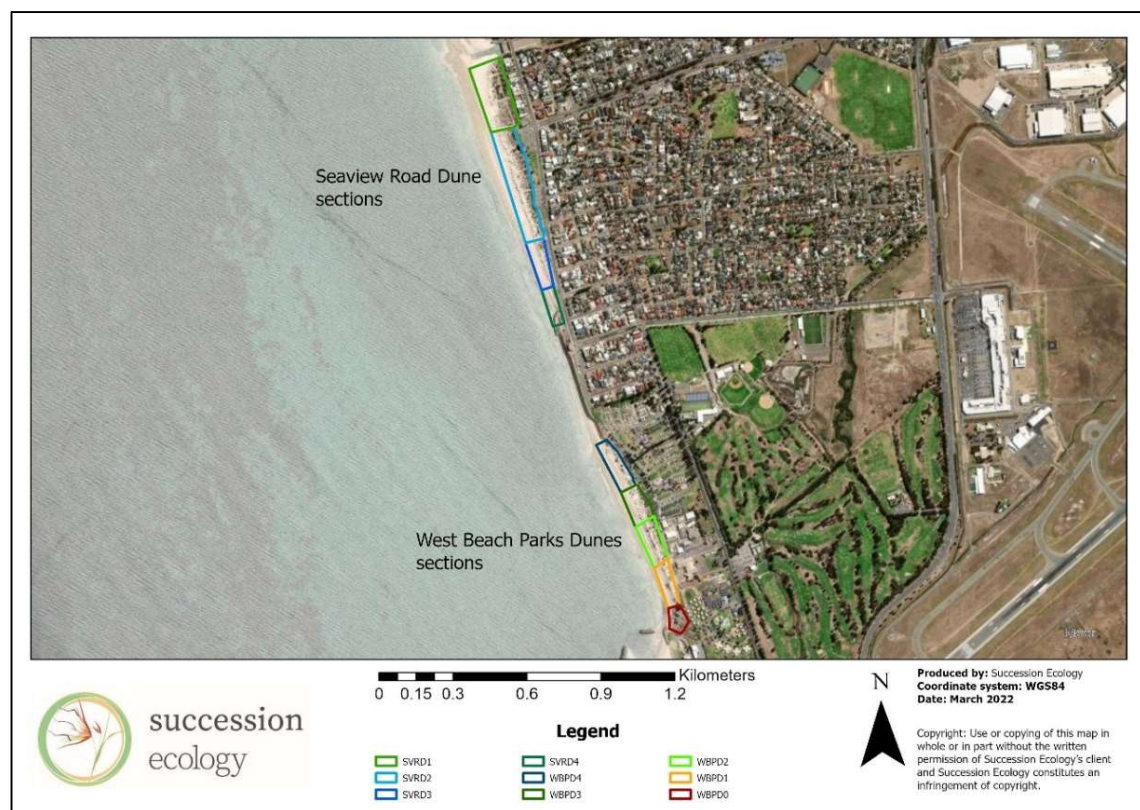 Seaview Road Dune
sections
West Beach Parks Dunes
sections
Kilometers
0 0.15 0.3 0.6 0.9 1.2
succession
ecology
Legend
SVRD1
SVRD2
SVRD3
SVRD4
WBPD4
WBPD3
WBPD2
WBPD1
WBPD0
N
Produced by: Succession Ecology
Coordinate system: WGS84
Date: March 2022
Copyright: Use or copying of this map in
whole or in part without the written
permission of Succession Ecology's client
and Succession Ecology constitutes an
infringement of copyright.